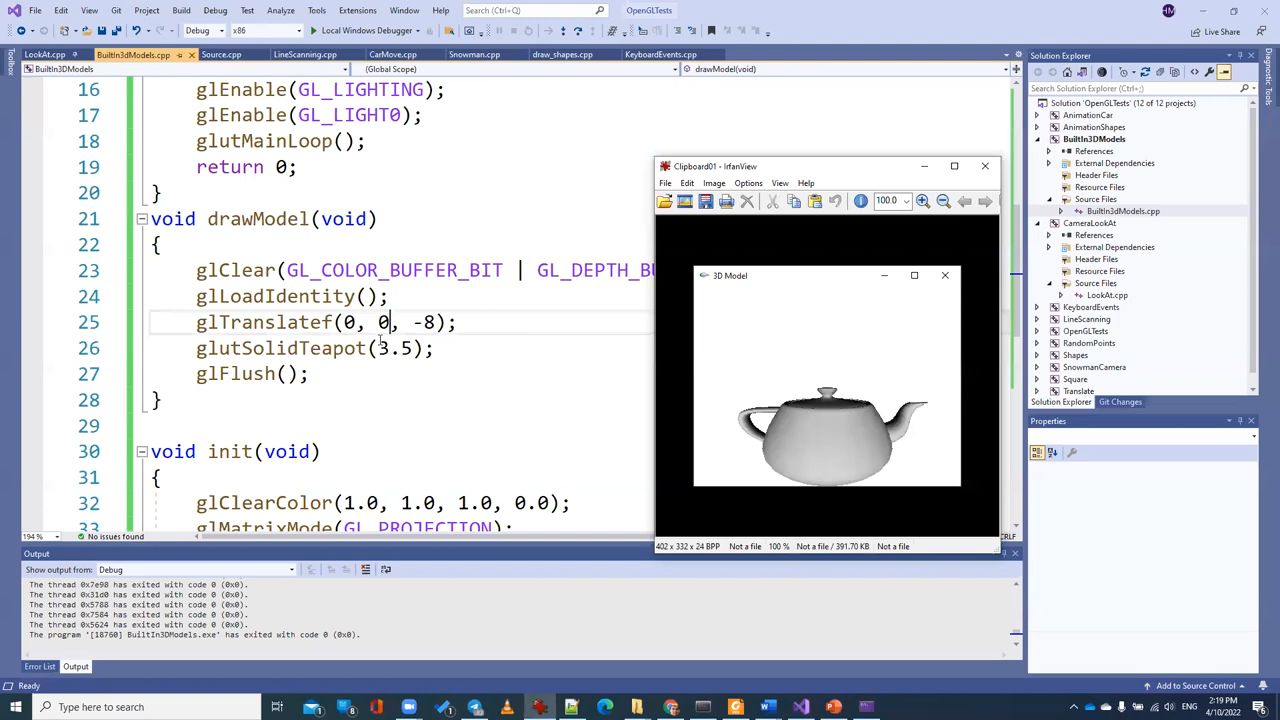 File Edit View Git Project Build Debug Test Analyze Tools Extensions Window Help Search (Ctrl+Q) OpenGLTests HM
Debug x86 Local Windows Debugger Live Share
LookAt.cpp BuiltIn3dModels.cpp Source.cpp LineScanning.cpp CarMove.cpp Snowman.cpp draw_shapes.cpp KeyboardEvents.cpp
BuiltIn3DModels (Global Scope) drawModel(void)
16 glEnable(GL_LIGHTING);
17 glEnable(GL_LIGHT0);
18 glutMainLoop();
19 return 0;
20 }
21 void drawModel(void)
22 {
23 glClear(GL_COLOR_BUFFER_BIT | GL_DEPTH_BU
24 glLoadIdentity();
25 glTranslatef(0, 0, -8);
26 glutSolidTeapot(3.5);
27 glFlush();
28 }
29
30 void init(void)
31 {
32 glClearColor(1.0, 1.0, 1.0, 0.0);
33 glMatrixMode(GL_PROJECTION);
194 % No issues found CRLF
Clipboard01 - IrfanView
File Edit Image Options View Help
100.0
3D Model
402 x 332 x 24 BPP Not a file 100 % Not a file / 391.70 KB Not a file
Output
Show output from: Debug
The thread 0x7e98 has exited with code 0 (0x0).
The thread 0x31d0 has exited with code 0 (0x0).
The thread 0x5788 has exited with code 0 (0x0).
The thread 0x7584 has exited with code 0 (0x0).
The thread 0x5624 has exited with code 0 (0x0).
The program '[18760] BuiltIn3DModels.exe' has exited with code 0 (0x0).
Error List Output
Solution Explorer
Search Solution Explorer (Ctrl+;)
Solution 'OpenGLTests' (12 of 12 projects)
AnimationCar
AnimationShapes
BuiltIn3DModels
References
External Dependencies
Header Files
Resource Files
Source Files
BuiltIn3dModels.cpp
CameraLookAt
References
External Dependencies
Header Files
Resource Files
Source Files
LookAt.cpp
KeyboardEvents
LineScanning
OpenGLTests
RandomPoints
Shapes
SnowmanCamera
Square
Translate
Solution Explorer Git Changes
Properties
Diagnostic Tools
Toolbox
Ready Add to Source Control
Type here to search 2:19 PM
4/10/2022